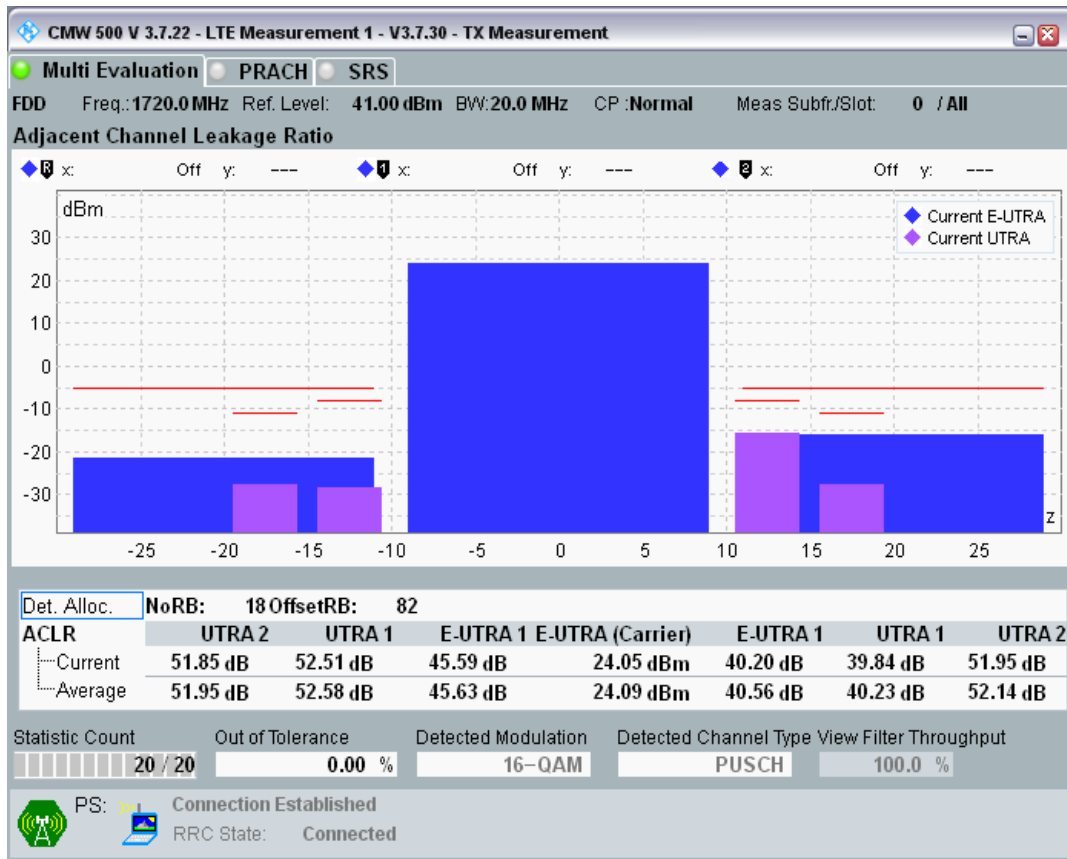 CMW 500 V 3.7.22 - LTE Measurement 1 - V3.7.30 - TX Measurement
Multi Evaluation PRACH SRS
FDD Freq.:1720.0 MHz Ref. Level: 41.00 dBm BW:20.0 MHz CP :Normal Meas Subfr./Slot: 0 / All
Adjacent Channel Leakage Ratio
R x: Off y: --- 1 x: Off y: --- 2 x: Off y: ---
dBm
Current E-UTRA
Current UTRA
30
20
10
0
-10
-20
-30
z
-25 -20 -15 -10 -5 0 5 10 15 20 25
Det. Alloc. NoRB: 18 OffsetRB: 82
ACLR UTRA 2 UTRA 1 E-UTRA 1 E-UTRA (Carrier) E-UTRA 1 UTRA 1 UTRA 2
Current 51.85 dB 52.51 dB 45.59 dB 24.05 dBm 40.20 dB 39.84 dB 51.95 dB
Average 51.95 dB 52.58 dB 45.63 dB 24.09 dBm 40.56 dB 40.23 dB 52.14 dB
Statistic Count Out of Tolerance Detected Modulation Detected Channel Type View Filter Throughput
20 / 20 0.00 % 16-QAM PUSCH 100.0 %
PS: Connection Established
RRC State: Connected